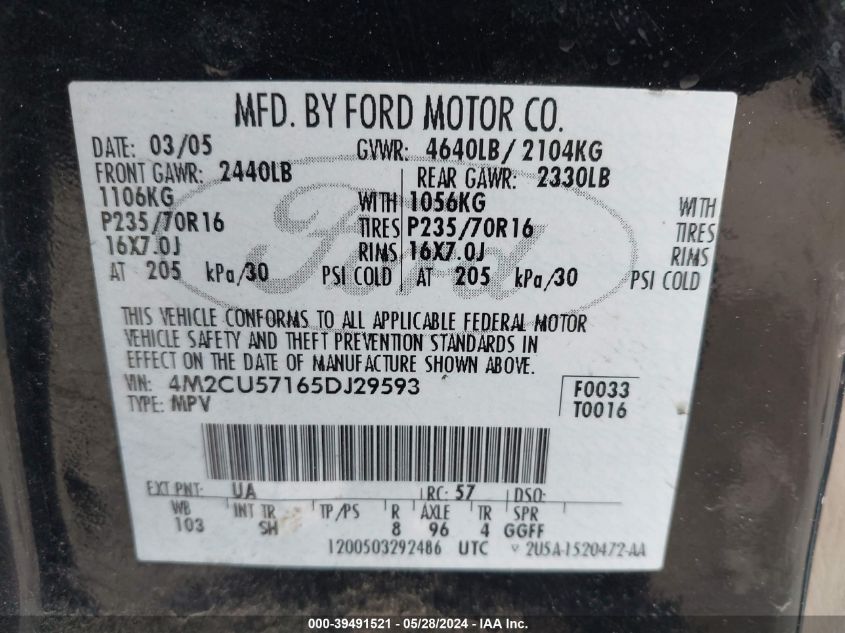 MFD. BY FORD MOTOR CO.
DATE: 03/05 GVWR: 4640LB/ 2104KG
FRONT GAWR: 2440LB REAR GAWR: 2330LB
1106KG WITH 1056KG WITH
P235/70R16 TIRES P235/70R16 TIRES
16X7.0J RIMS 16X7.0J RIMS
AT 205 kPa/30 PSI COLD AT 205 kPa/30 PSI COLD
Ford
THIS VEHICLE CONFORMS TO ALL APPLICABLE FEDERAL MOTOR
VEHICLE SAFETY AND THEFT PREVENTION STANDARDS IN
EFFECT ON THE DATE OF MANUFACTURE SHOWN ABOVE.
VIN: 4M2CU57165DJ29593 F0033
TYPE: MPV T0016
EXT PNT: UA RC: 57 DSO:
WB INT TR TP/PS R AXLE TR SPR
103 SH 8 96 4 GGFF
1200503292486 UTC V 2U5A-1520472-AA
000-39491521 | 05/28/2024 - IAA Inc.